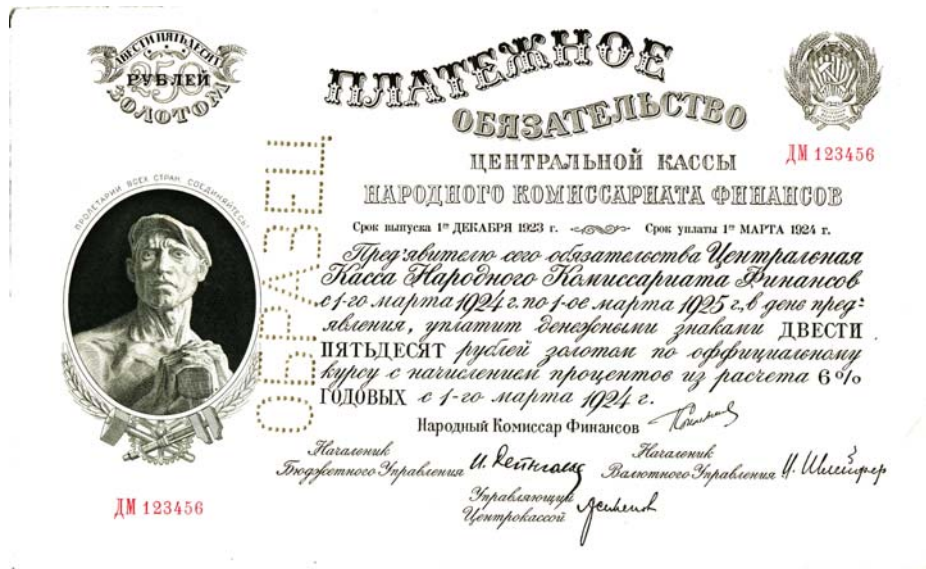 ДВЕСТИ ПЯТЬДЕСЯТ
250
РУБЛЕЙ
ЗОЛОТОМ
ПЛАТЕЖНОЕ
ОБЯЗАТЕЛЬСТВО
ЦЕНТРАЛЬНОЙ КАССЫ
НАРОДНОГО КОМИССАРИАТА ФИНАНСОВ
ДМ 123456
Срок выпуска 1го ДЕКАБРЯ 1923 г. Срок уплаты 1го МАРТА 1924 г.
Пред'явителю сего обязательства Центральная
Касса Народного Комиссариата Финансов
с 1-го марта 1924 г. по 1-ое марта 1925 г., в день пред-
явления, уплатит денежными знаками ДВЕСТИ
ПЯТЬДЕСЯТ рублей золотом по оффициальному
курсу с начислением процентов из расчета 6%
ГОДОВЫХ с 1-го марта 1924 г.
Народный Комиссар Финансов
Начальник
Бюджетного Управления
Начальник
Валютного Управления
Управляющий
Центрокассой
ПРОЛЕТАРИИ ВСЕХ СТРАН, СОЕДИНЯЙТЕСЬ!
ОБРАЗЕЦ
ДМ 123456